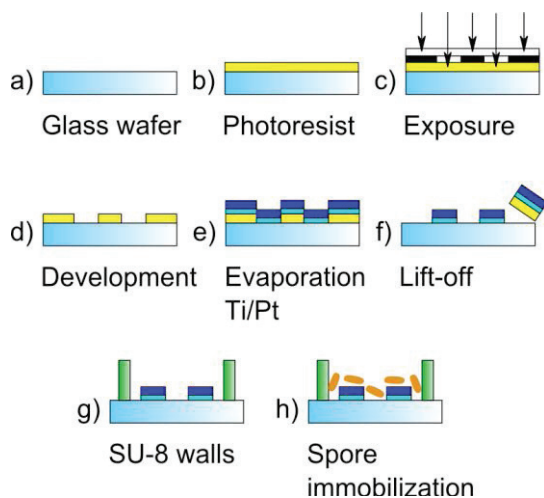 a)
Glass wafer
b)
Photoresist
c)
Exposure
d)
Development
e)
Evaporation
Ti/Pt
f)
Lift-off
g)
SU-8 walls
h)
Spore
immobilization